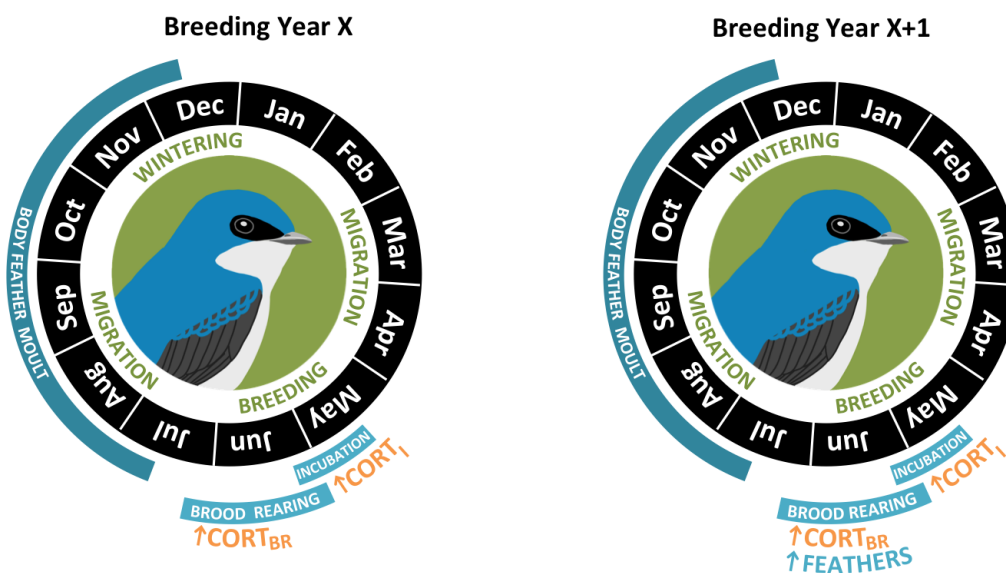 Breeding Year X
Dec
Jan
Feb
Mar
Apr
May
Jun
Jul
Aug
Sep
Oct
Nov
WINTERING
MIGRATION
BREEDING
MIGRATION
BODY FEATHER MOULT
INCUBATION
↑CORTI
BROOD REARING
↑CORTBR
Breeding Year X+1
Dec
Jan
Feb
Mar
Apr
May
Jun
Jul
Aug
Sep
Oct
Nov
WINTERING
MIGRATION
BREEDING
MIGRATION
BODY FEATHER MOULT
INCUBATION
↑CORTI
BROOD REARING
↑CORTBR
↑FEATHERS